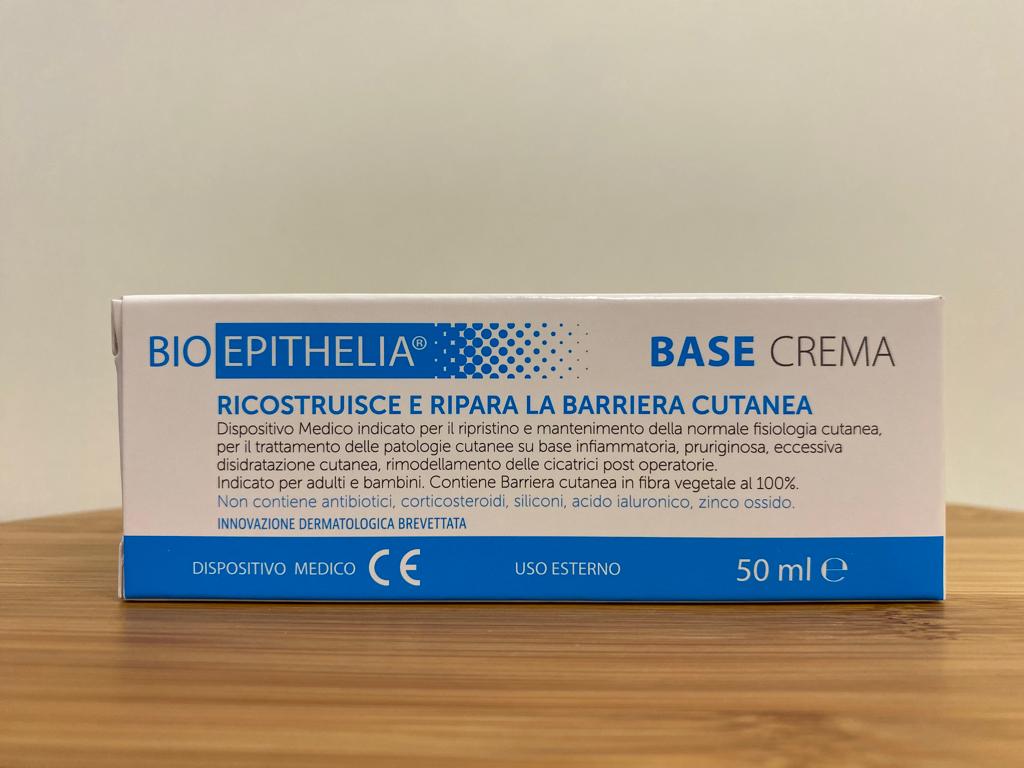 BIOEPITHELIA® BASE CREMA
RICOSTRUISCE E RIPARA LA BARRIERA CUTANEA
Dispositivo Medico indicato per il ripristino e mantenimento della normale fisiologia cutanea,
per il trattamento delle patologie cutanee su base infiammatoria, pruriginosa, eccessiva
disidratazione cutanea, rimodellamento delle cicatrici post operatorie.
Indicato per adulti e bambini. Contiene Barriera cutanea in fibra vegetale al 100%.
Non contiene antibiotici, corticosteroidi, siliconi, acido ialuronico, zinco ossido.
INNOVAZIONE DERMATOLOGICA BREVETTATA
DISPOSITIVO MEDICO CE USO ESTERNO 50 ml ℮